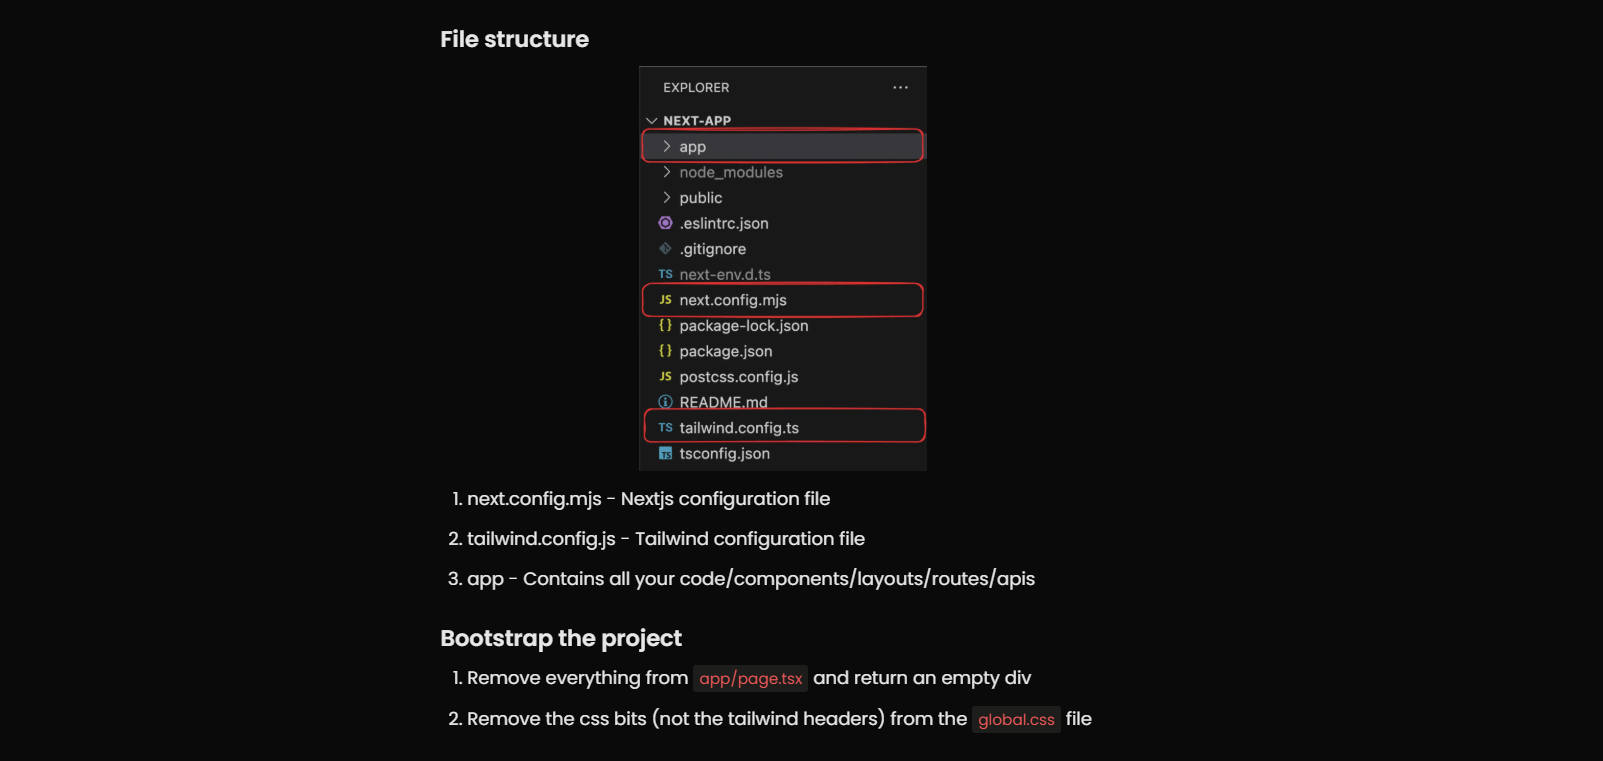 File structure
EXPLORER ...
NEXT-APP
app
node_modules
public
.eslintrc.json
.gitignore
TS next-env.d.ts
JS next.config.mjs
{} package-lock.json
{} package.json
JS postcss.config.js
README.md
TS tailwind.config.ts
TS tsconfig.json
1. next.config.mjs - Nextjs configuration file
2. tailwind.config.js - Tailwind configuration file
3. app - Contains all your code/components/layouts/routes/apis
Bootstrap the project
1. Remove everything from app/page.tsx and return an empty div
2. Remove the css bits (not the tailwind headers) from the global.css file